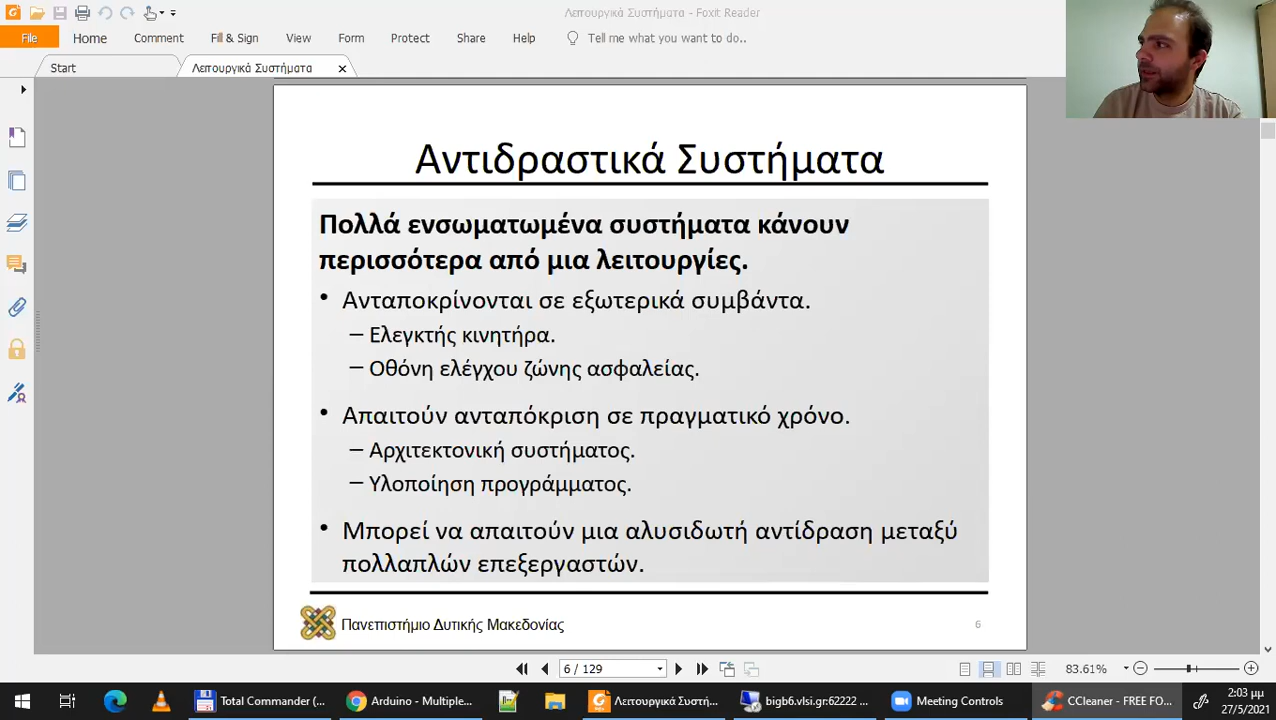 Λειτουργικά Συστήματα - Foxit Reader
File Home Comment Fill & Sign View Form Protect Share Help Tell me what you want to do..
Start Λειτουργικά Συστήματα
Αντιδραστικά Συστήματα
Πολλά ενσωματωμένα συστήματα κάνουν
περισσότερα από μια λειτουργίες.
• Ανταποκρίνονται σε εξωτερικά συμβάντα.
– Ελεγκτής κινητήρα.
– Οθόνη ελέγχου ζώνης ασφαλείας.
• Απαιτούν ανταπόκριση σε πραγματικό χρόνο.
– Αρχιτεκτονική συστήματος.
– Υλοποίηση προγράμματος.
• Μπορεί να απαιτούν μια αλυσιδωτή αντίδραση μεταξύ
πολλαπλών επεξεργαστών.
Πανεπιστήμιο Δυτικής Μακεδονίας 6
6 / 129 83.61%
Total Commander (... Arduino - Multiple... Λειτουργικά Συστή... bigb6.vlsi.gr:62222 ... Meeting Controls CCleaner - FREE FO... 2:03 μμ
27/5/2021